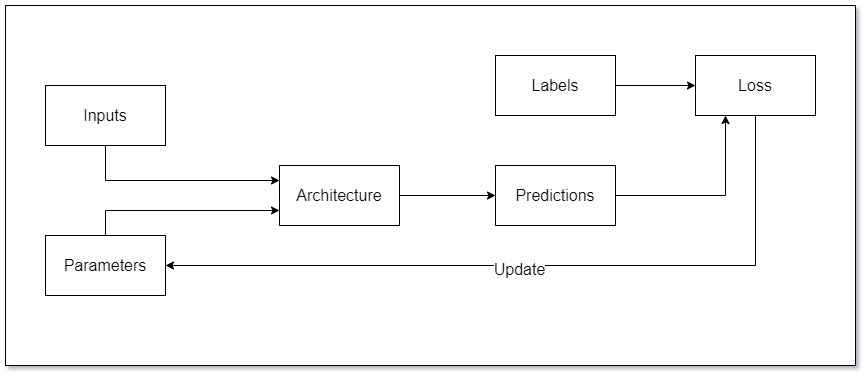 Labels
Loss
Inputs
Architecture
Predictions
Parameters
Update